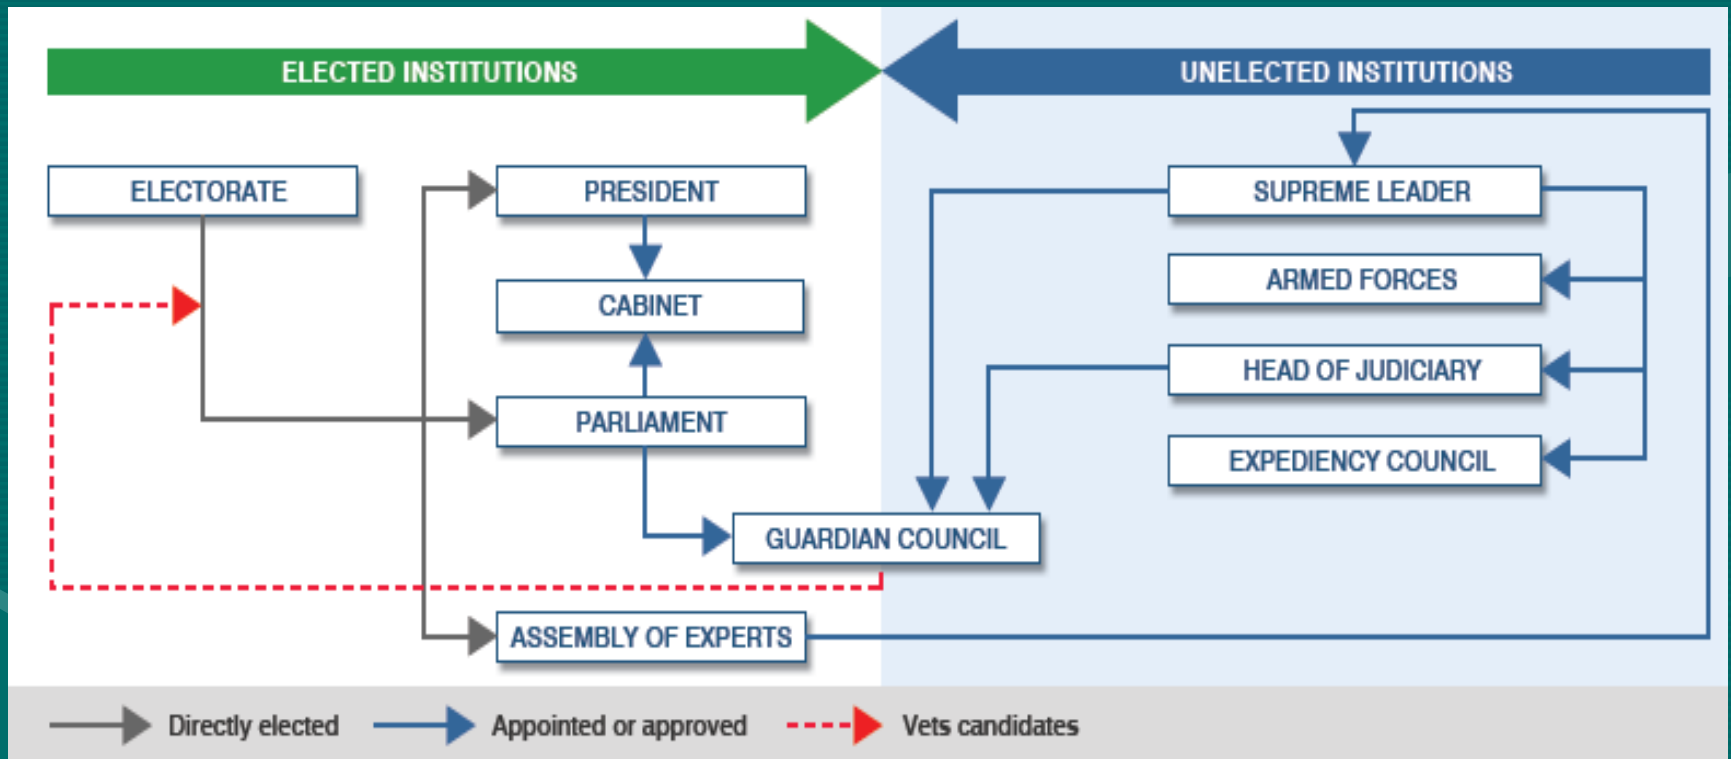 ELECTED INSTITUTIONS
UNELECTED INSTITUTIONS
ELECTORATE
PRESIDENT
SUPREME LEADER
CABINET
ARMED FORCES
PARLIAMENT
HEAD OF JUDICIARY
EXPEDIENCY COUNCIL
GUARDIAN COUNCIL
ASSEMBLY OF EXPERTS
Directly elected
Appointed or approved
Vets candidates